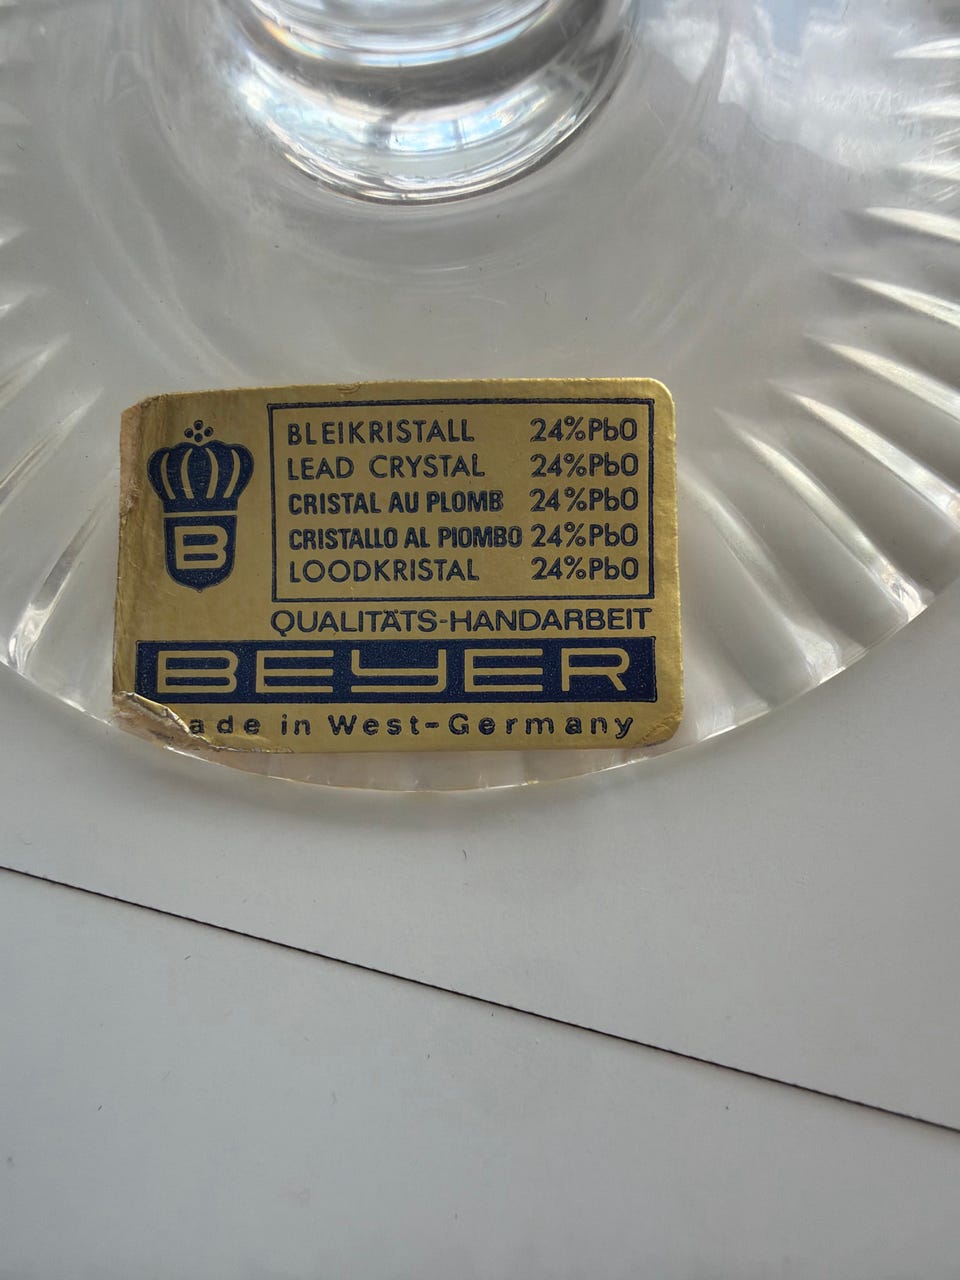 BLEIKRISTALL 24%PbO
LEAD CRYSTAL 24%PbO
CRISTAL AU PLOMB 24%PbO
CRISTALLO AL PIOMBO 24%PbO
LOODKRISTAL 24%PbO
B
QUALITÄTS-HANDARBEIT
BEYER
ade in West-Germany